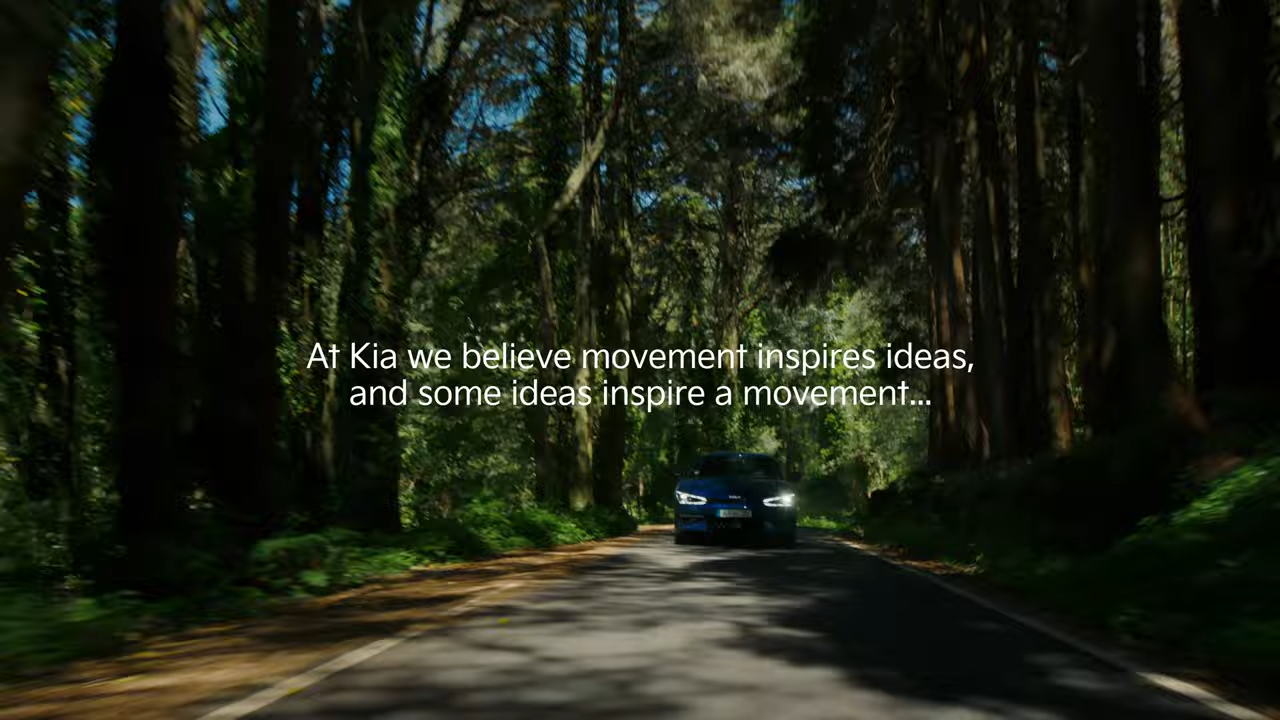 At Kia we believe movement inspires ideas,
and some ideas inspire a movement...